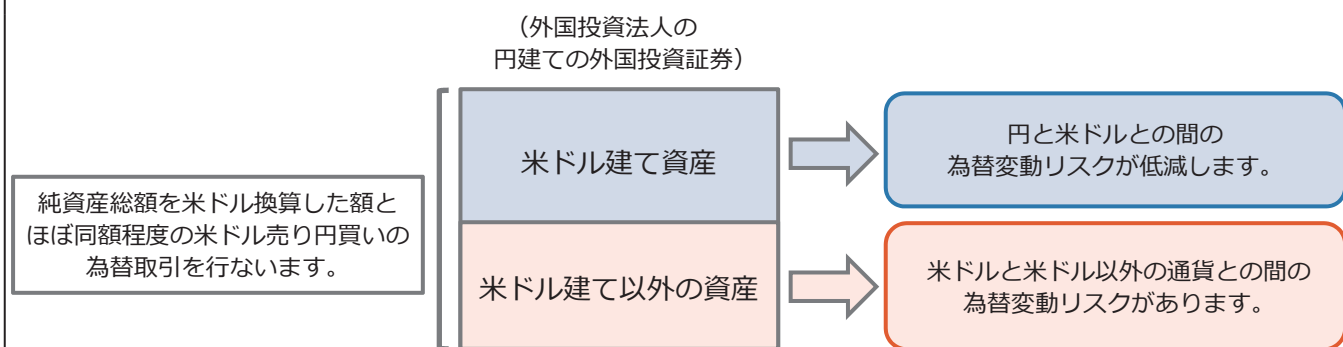 （外国投資法人の
円建ての外国投資証券）
純資産総額を米ドル換算した額と
ほぼ同額程度の米ドル売り円買いの
為替取引を行ないます。
米ドル建て資産
円と米ドルとの間の
為替変動リスクが低減します。
米ドル建て以外の資産
米ドルと米ドル以外の通貨との間の
為替変動リスクがあります。